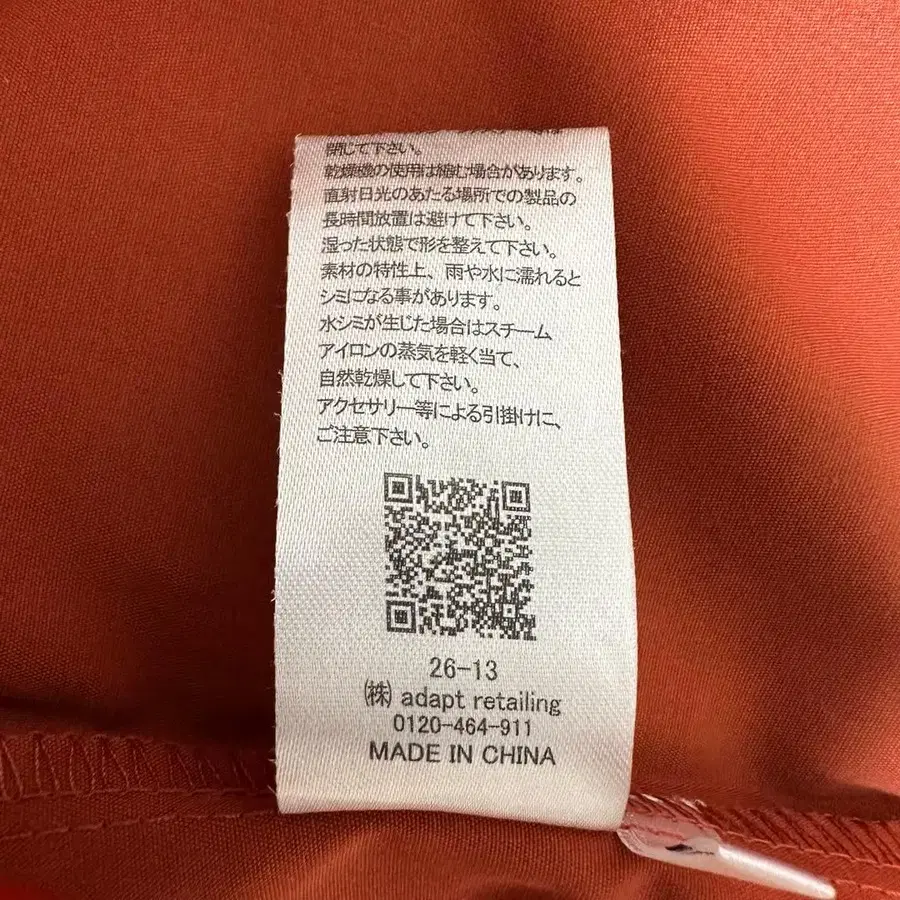 閉じて下さい。
乾燥機の使用は縮む場合があります。
直射日光のあたる場所での製品の
長時間放置は避けて下さい。
湿った状態で形を整えて下さい。
素材の特性上、雨や水に濡れると
シミになる事があります。
水シミが生じた場合はスチーム
アイロンの蒸気を軽く当て、
自然乾燥して下さい。
アクセサリー等による引掛けに、
ご注意下さい。
26-13
㈱ adapt retailing
0120-464-911
MADE IN CHINA